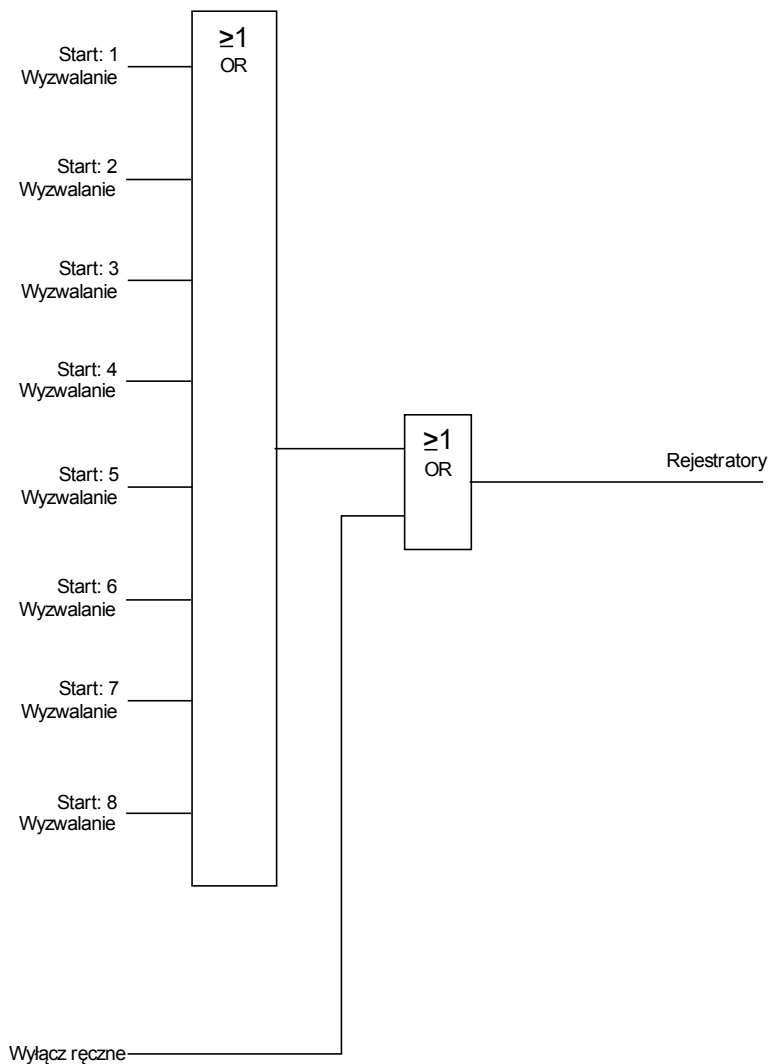 ≥1
OR
Start: 1
Wyzwalanie
Start: 2
Wyzwalanie
Start: 3
Wyzwalanie
Start: 4
Wyzwalanie
≥1
OR
Rejestratory
Start: 5
Wyzwalanie
Start: 6
Wyzwalanie
Start: 7
Wyzwalanie
Start: 8
Wyzwalanie
Wyłącz ręczne